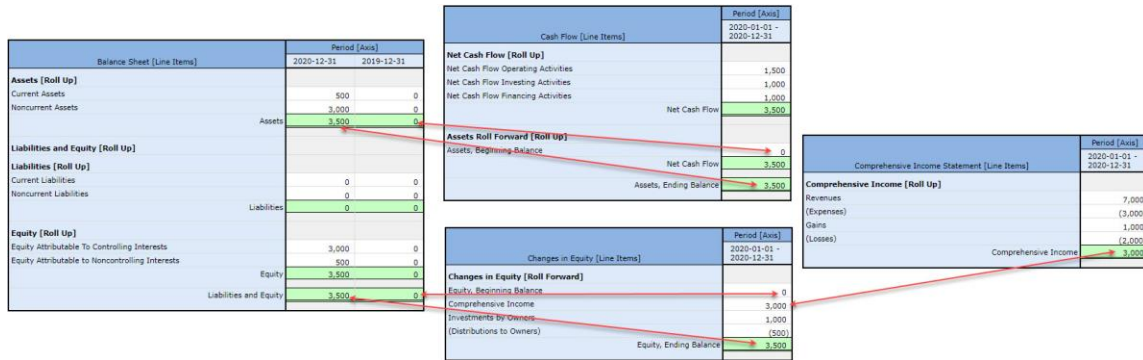 Balance Sheet [Line Items]
Period [Axis]
2020-12-31 2019-12-31
Assets [Roll Up]
Current Assets 500 0
Noncurrent Assets 3,000 0
Assets 3,500 0
Liabilities and Equity [Roll Up]
Liabilities [Roll Up]
Current Liabilities 0 0
Noncurrent Liabilities 0 0
Liabilities 0 0
Equity [Roll Up]
Equity Attributable To Controlling Interests 3,000 0
Equity Attributable to Noncontrolling Interests 500 0
Equity 3,500 0
Liabilities and Equity 3,500 0
Cash Flow [Line Items]
Period [Axis]
2020-01-01 -
2020-12-31
Net Cash Flow [Roll Up]
Net Cash Flow Operating Activities 1,500
Net Cash Flow Investing Activities 1,000
Net Cash Flow Financing Activities 1,000
Net Cash Flow 3,500
Assets Roll Forward [Roll Up]
Assets, Beginning Balance 0
Net Cash Flow 3,500
Assets, Ending Balance 3,500
Changes in Equity [Line Items]
Period [Axis]
2020-01-01 -
2020-12-31
Changes in Equity [Roll Forward]
Equity, Beginning Balance 0
Comprehensive Income 3,000
Investments by Owners 1,000
(Distributions to Owners) (500)
Equity, Ending Balance 3,500
Comprehensive Income Statement [Line Items]
Period [Axis]
2020-01-01 -
2020-12-31
Comprehensive Income [Roll Up]
Revenues 7,000
(Expenses) (3,000
Gains 1,000
(Losses) (2,000
Comprehensive Income 3,000